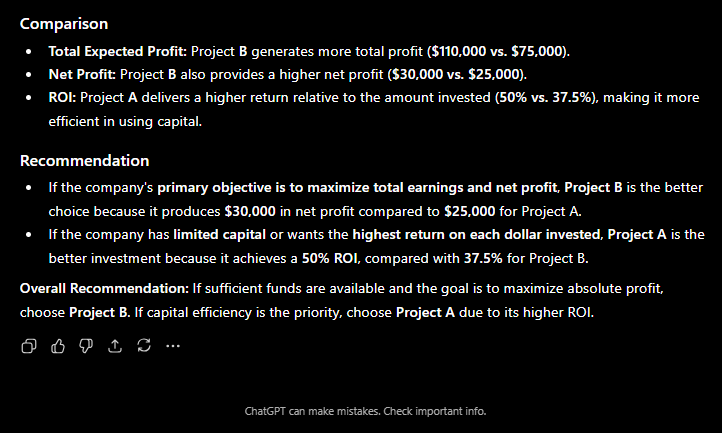 Comparison
• Total Expected Profit: Project B generates more total profit ($110,000 vs. $75,000).
• Net Profit: Project B also provides a higher net profit ($30,000 vs. $25,000).
• ROI: Project A delivers a higher return relative to the amount invested (50% vs. 37.5%), making it more
efficient in using capital.
Recommendation
• If the company's primary objective is to maximize total earnings and net profit, Project B is the better
choice because it produces $30,000 in net profit compared to $25,000 for Project A.
• If the company has limited capital or wants the highest return on each dollar invested, Project A is the
better investment because it achieves a 50% ROI, compared with 37.5% for Project B.
Overall Recommendation: If sufficient funds are available and the goal is to maximize absolute profit,
choose Project B. If capital efficiency is the priority, choose Project A due to its higher ROI.
ChatGPT can make mistakes. Check important info.